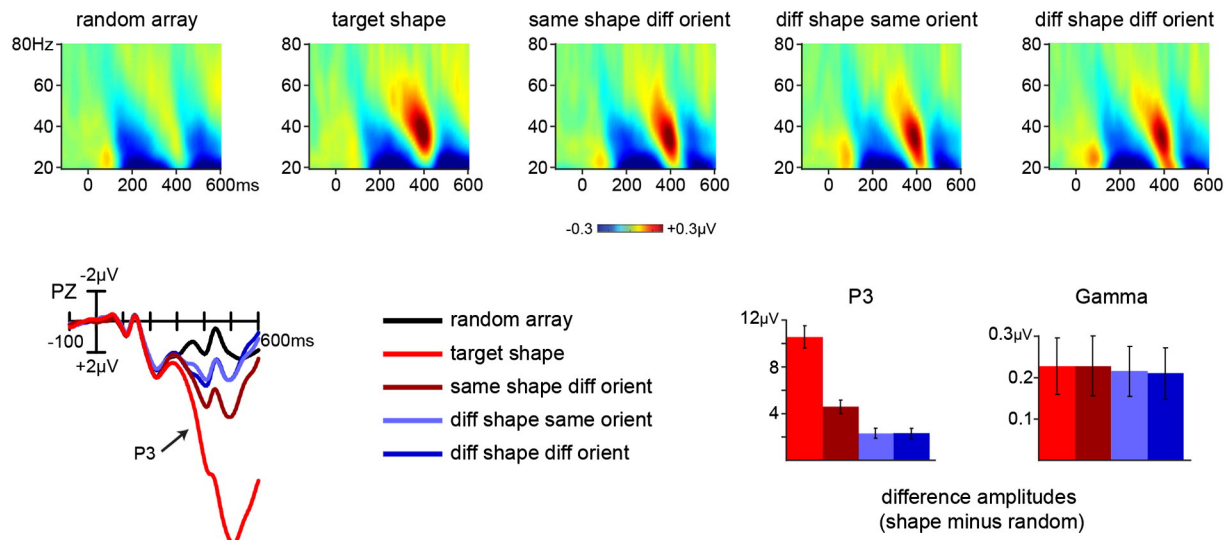 random array
target shape
same shape diff orient
diff shape same orient
diff shape diff orient
80Hz
60
40
20
0 200 400 600ms
80
60
40
20
0 200 400 600
80
60
40
20
0 200 400 600
80
60
40
20
0 200 400 600
80
60
40
20
0 200 400 600
-0.3 +0.3µV
PZ
-2µV
-100
600ms
+2µV
P3
random array
target shape
same shape diff orient
diff shape same orient
diff shape diff orient
P3
12µV
8
4
Gamma
0.3µV
0.2
0.1
difference amplitudes
(shape minus random)